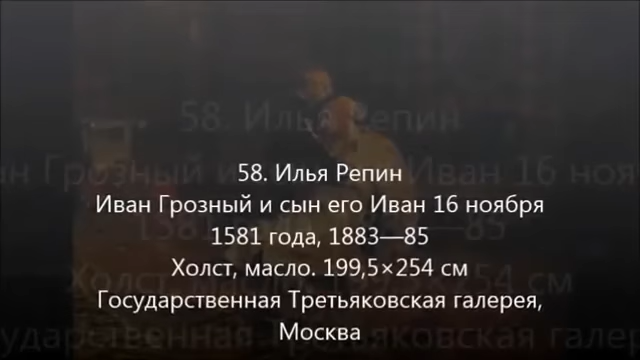 58. Илья Репин
Иван Грозный и сын его Иван 16 ноября
1581 года, 1883—85
Холст, масло. 199,5×254 см
Государственная Третьяковская галерея,
Москва